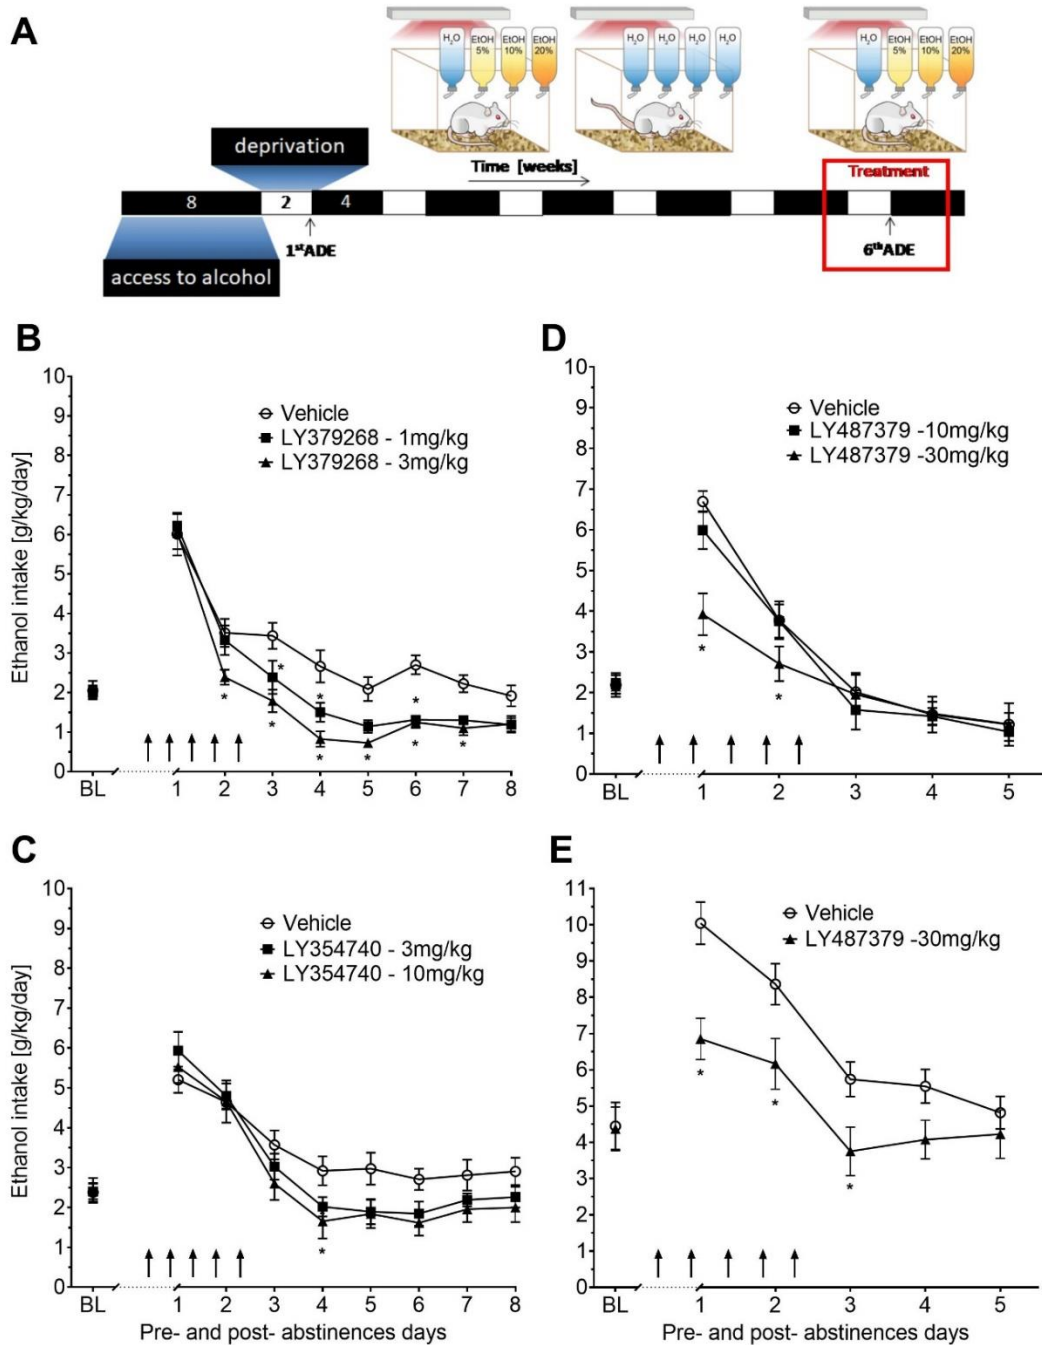 A
H₂O EtOH 5% EtOH 10% EtOH 20%
H₂O H₂O H₂O H₂O
H₂O EtOH 5% EtOH 10% EtOH 20%
deprivation
Time [weeks]
Treatment
8 2 4
1stADE
6thADE
access to alcohol
B
10
9
8
7
6
5
4
3
2
1
0
Ethanol intake [g/kg/day]
Vehicle
LY379268 - 1mg/kg
LY379268 - 3mg/kg
*
*
*
*
*
*
*
*
*
BL 1 2 3 4 5 6 7 8
D
10
9
8
7
6
5
4
3
2
1
0
Vehicle
LY487379 -10mg/kg
LY487379 -30mg/kg
*
*
BL 1 2 3 4 5
C
10
9
8
7
6
5
4
3
2
1
0
Ethanol intake [g/kg/day]
Vehicle
LY354740 - 3mg/kg
LY354740 - 10mg/kg
*
BL 1 2 3 4 5 6 7 8
Pre- and post- abstinences days
E
11
10
9
8
7
6
5
4
3
2
1
0
Vehicle
LY487379 -30mg/kg
*
*
*
BL 1 2 3 4 5
Pre- and post- abstinences days